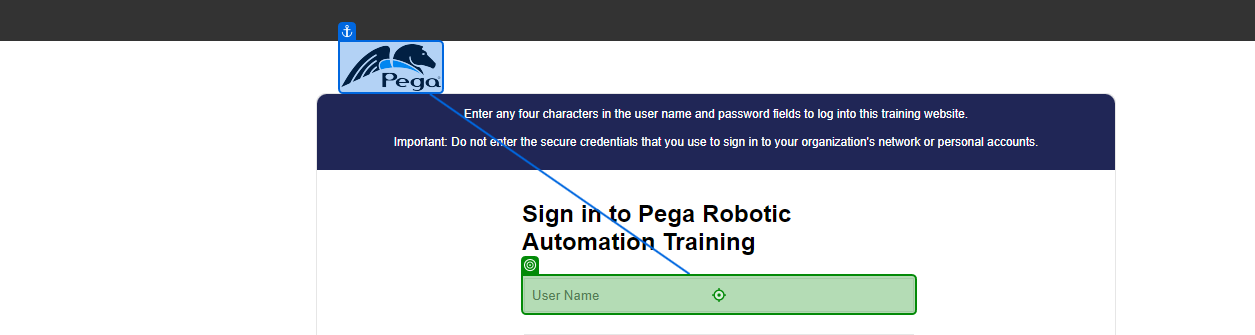 Pega
Enter any four characters in the user name and password fields to log into this training website.
Important: Do not enter the secure credentials that you use to sign in to your organization's network or personal accounts.
Sign in to Pega Robotic
Automation Training
User Name